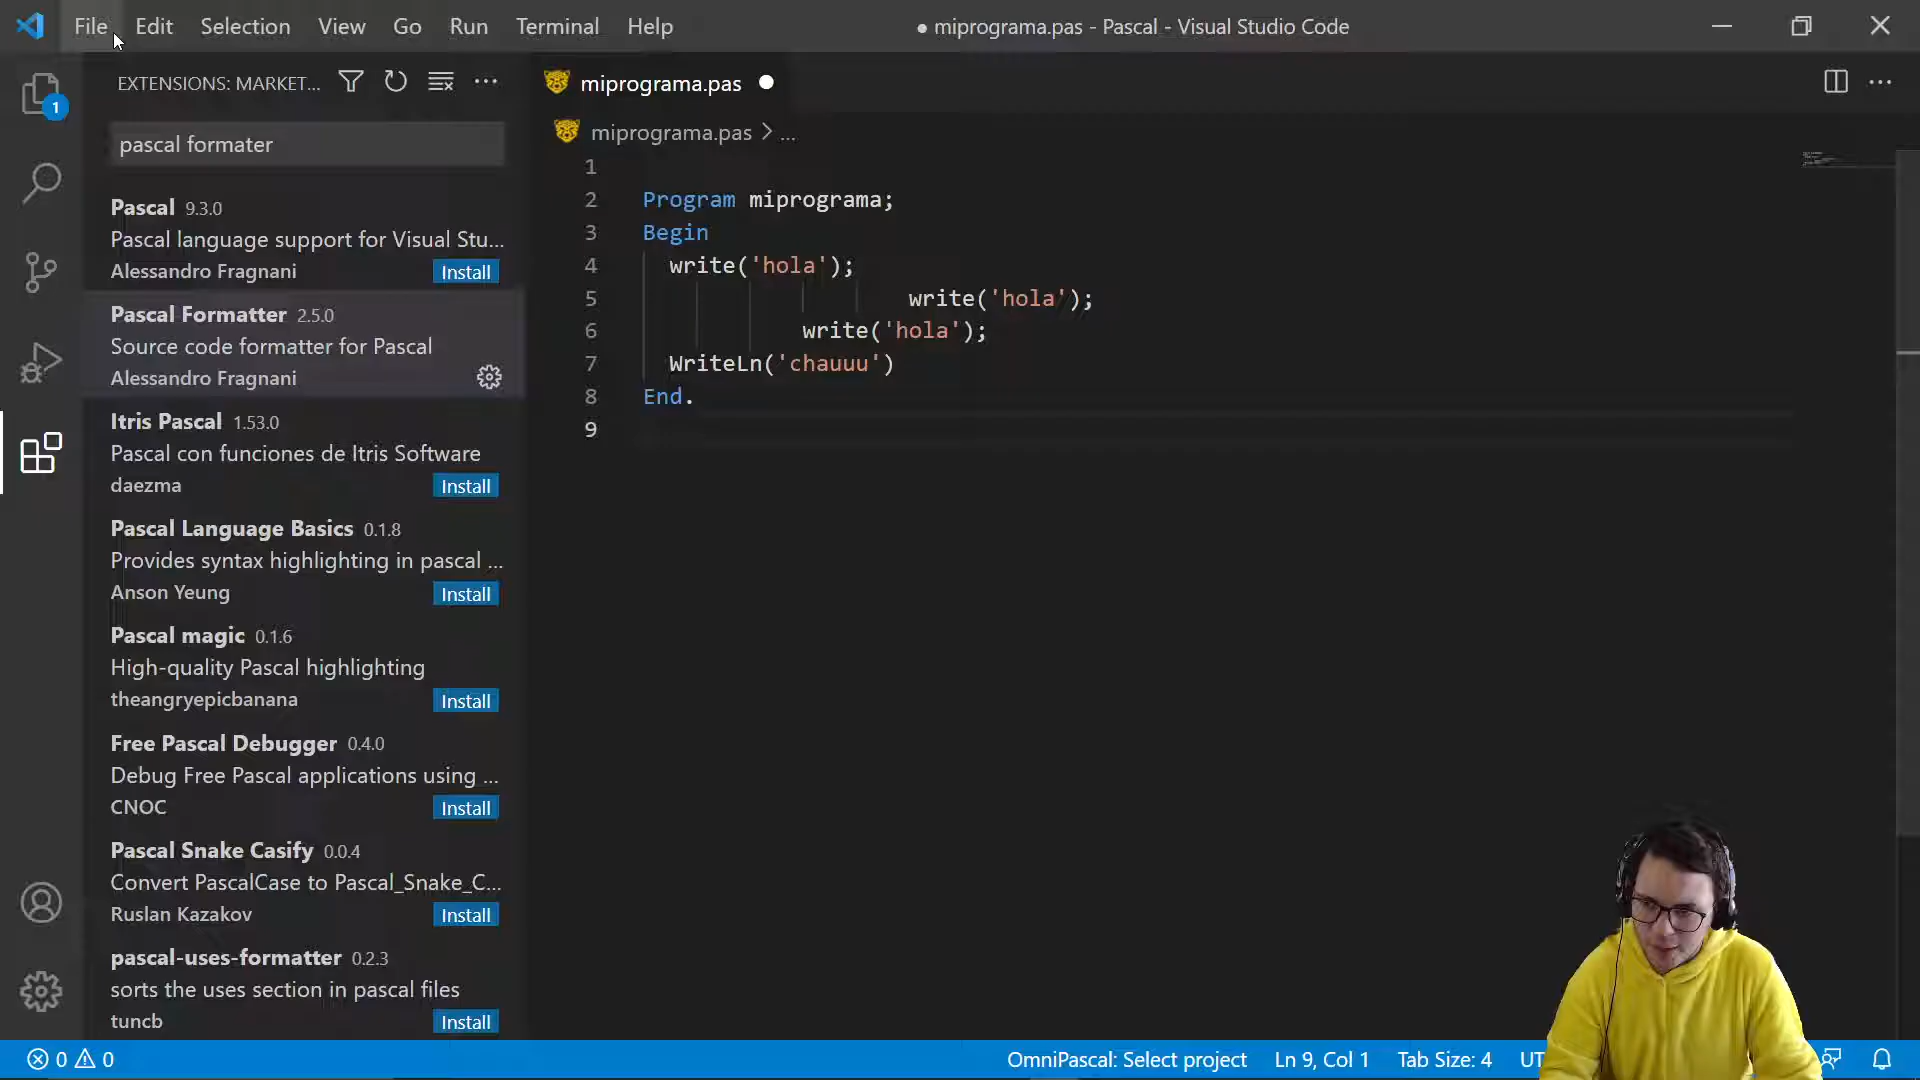 File Edit Selection View Go Run Terminal Help
● miprograma.pas - Pascal - Visual Studio Code
EXTENSIONS: MARKET...
miprograma.pas
1
pascal formater
miprograma.pas > ...
Pascal 9.3.0
Pascal language support for Visual Stu...
Alessandro Fragnani
Install
Pascal Formatter 2.5.0
Source code formatter for Pascal
Alessandro Fragnani
Itris Pascal 1.53.0
Pascal con funciones de Itris Software
daezma
Install
Pascal Language Basics 0.1.8
Provides syntax highlighting in pascal ...
Anson Yeung
Install
Pascal magic 0.1.6
High-quality Pascal highlighting
theangryepicbanana
Install
Free Pascal Debugger 0.4.0
Debug Free Pascal applications using ...
CNOC
Install
Pascal Snake Casify 0.0.4
Convert PascalCase to Pascal_Snake_C...
Ruslan Kazakov
Install
pascal-uses-formatter 0.2.3
sorts the uses section in pascal files
tuncb
Install
1
2 Program miprograma;
3 Begin
4 write('hola');
5 write('hola');
6 write('hola');
7 WriteLn('chauuu')
8 End.
9
0 0
OmniPascal: Select project
Ln 9, Col 1
Tab Size: 4